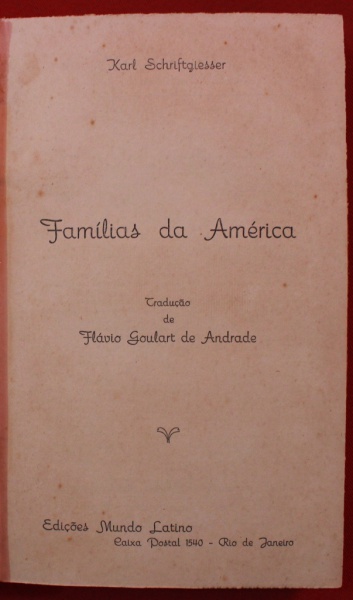 Karl Schriftgiesser
Famílias da América
Tradução
de
Flávio Goulart de Andrade
Edições Mundo Latino
Caixa Postal 1540 - Rio de Janeiro